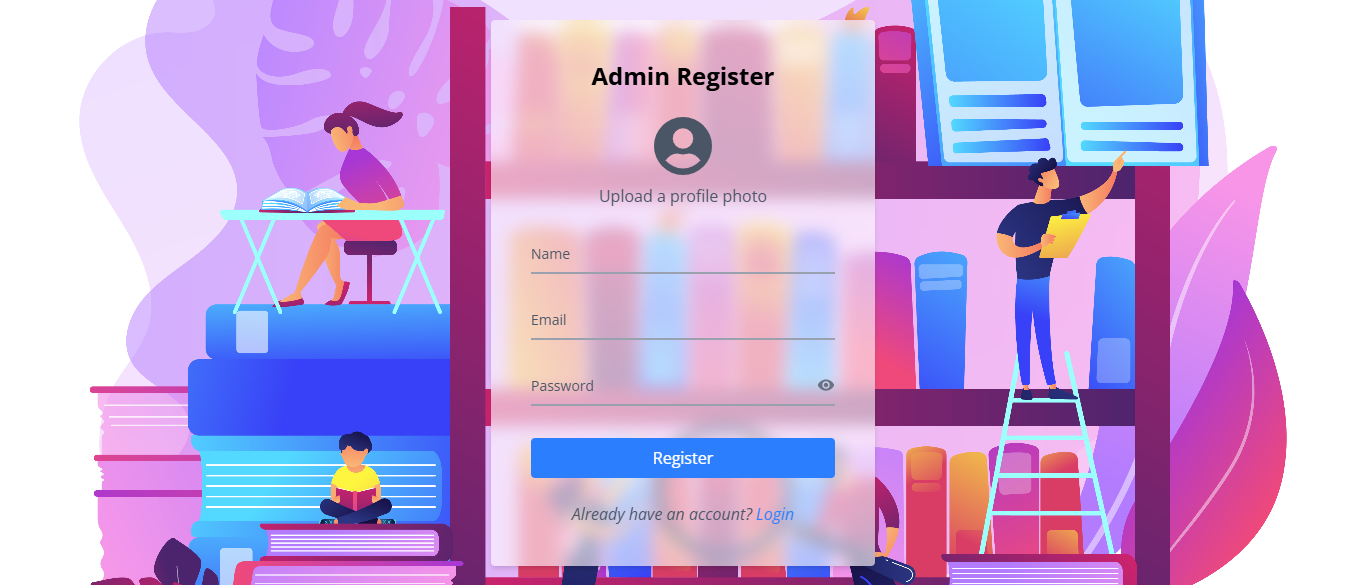 Admin Register
Upload a profile photo
Name
Email
Password
Register
Already have an account? Login